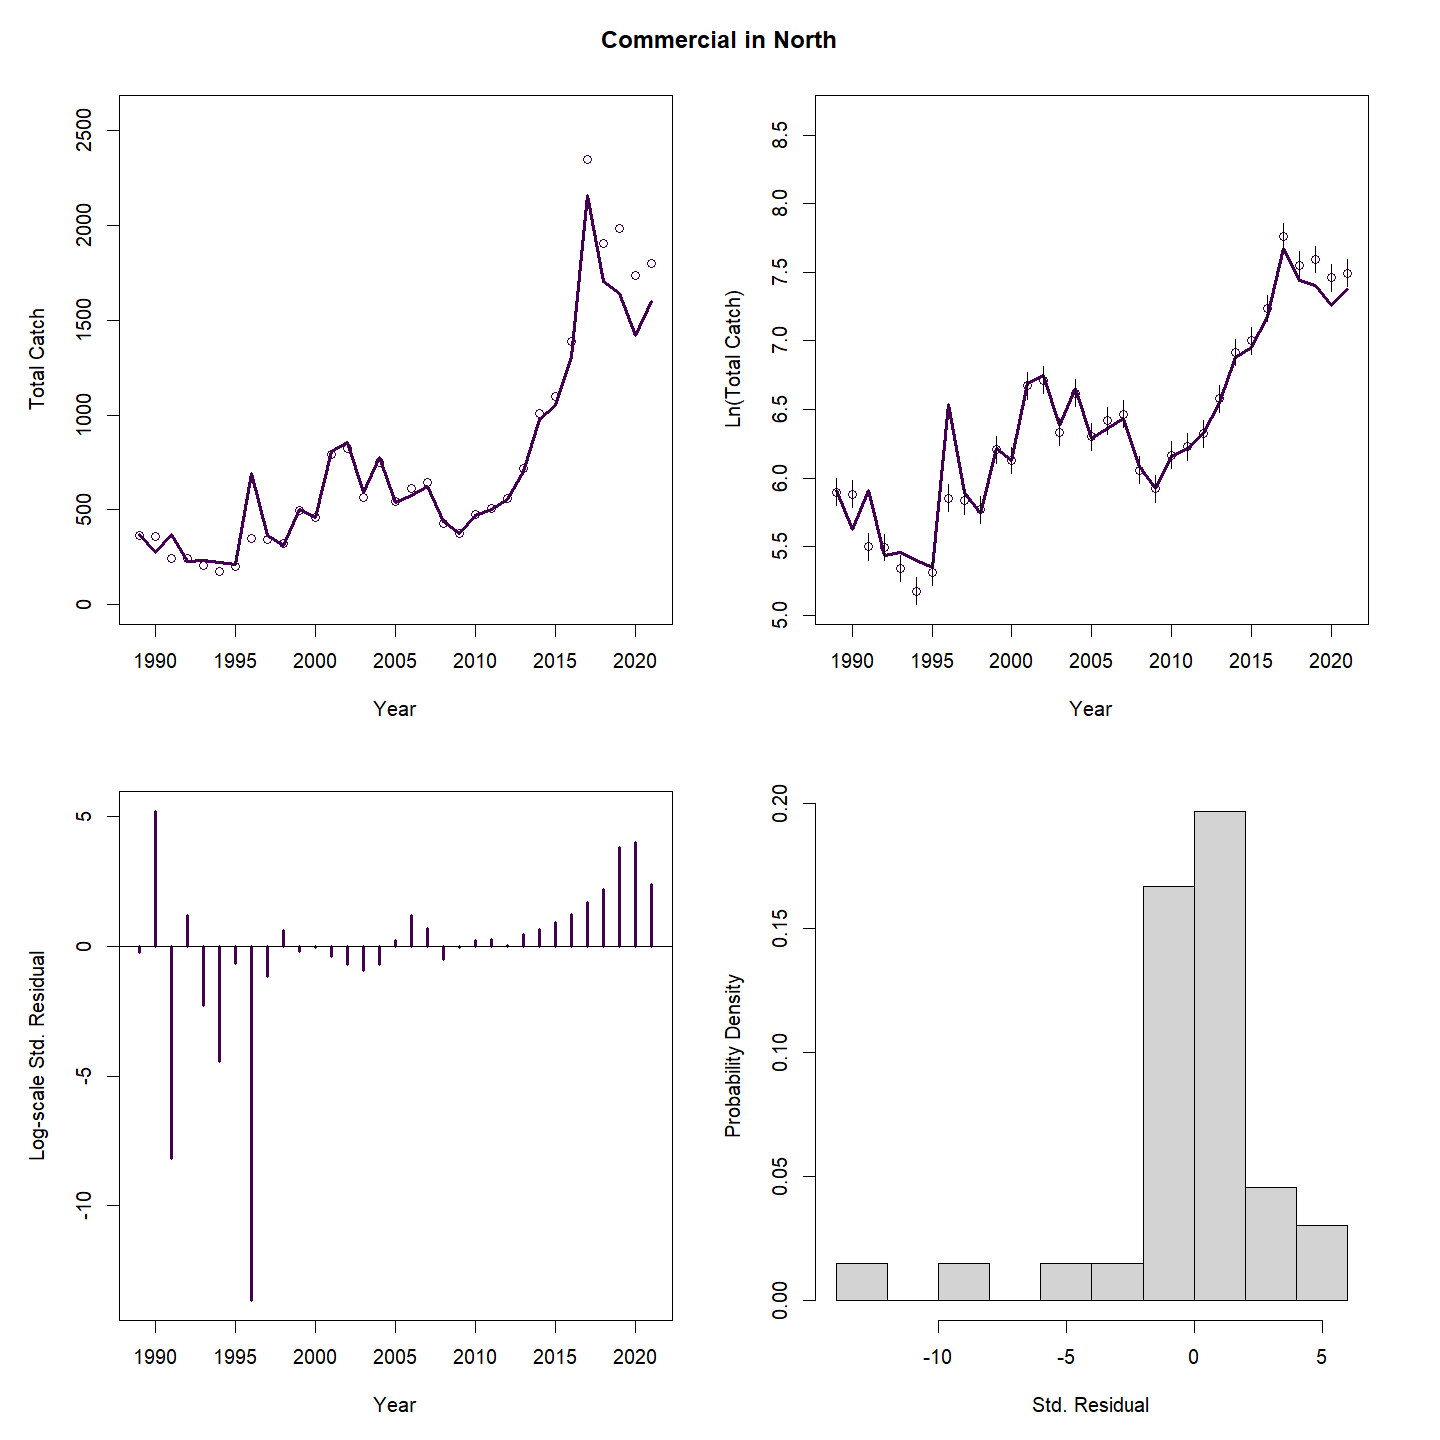 Commercial in North
Total Catch
2500
2000
1500
1000
500
0
1990 1995 2000 2005 2010 2015 2020
Year
Ln(Total Catch)
8.5
8.0
7.5
7.0
6.5
6.0
5.5
5.0
1990 1995 2000 2005 2010 2015 2020
Year
Log-scale Std. Residual
5
0
-5
-10
1990 1995 2000 2005 2010 2015 2020
Year
Probability Density
0.20
0.15
0.10
0.05
0.00
-10 -5 0 5
Std. Residual